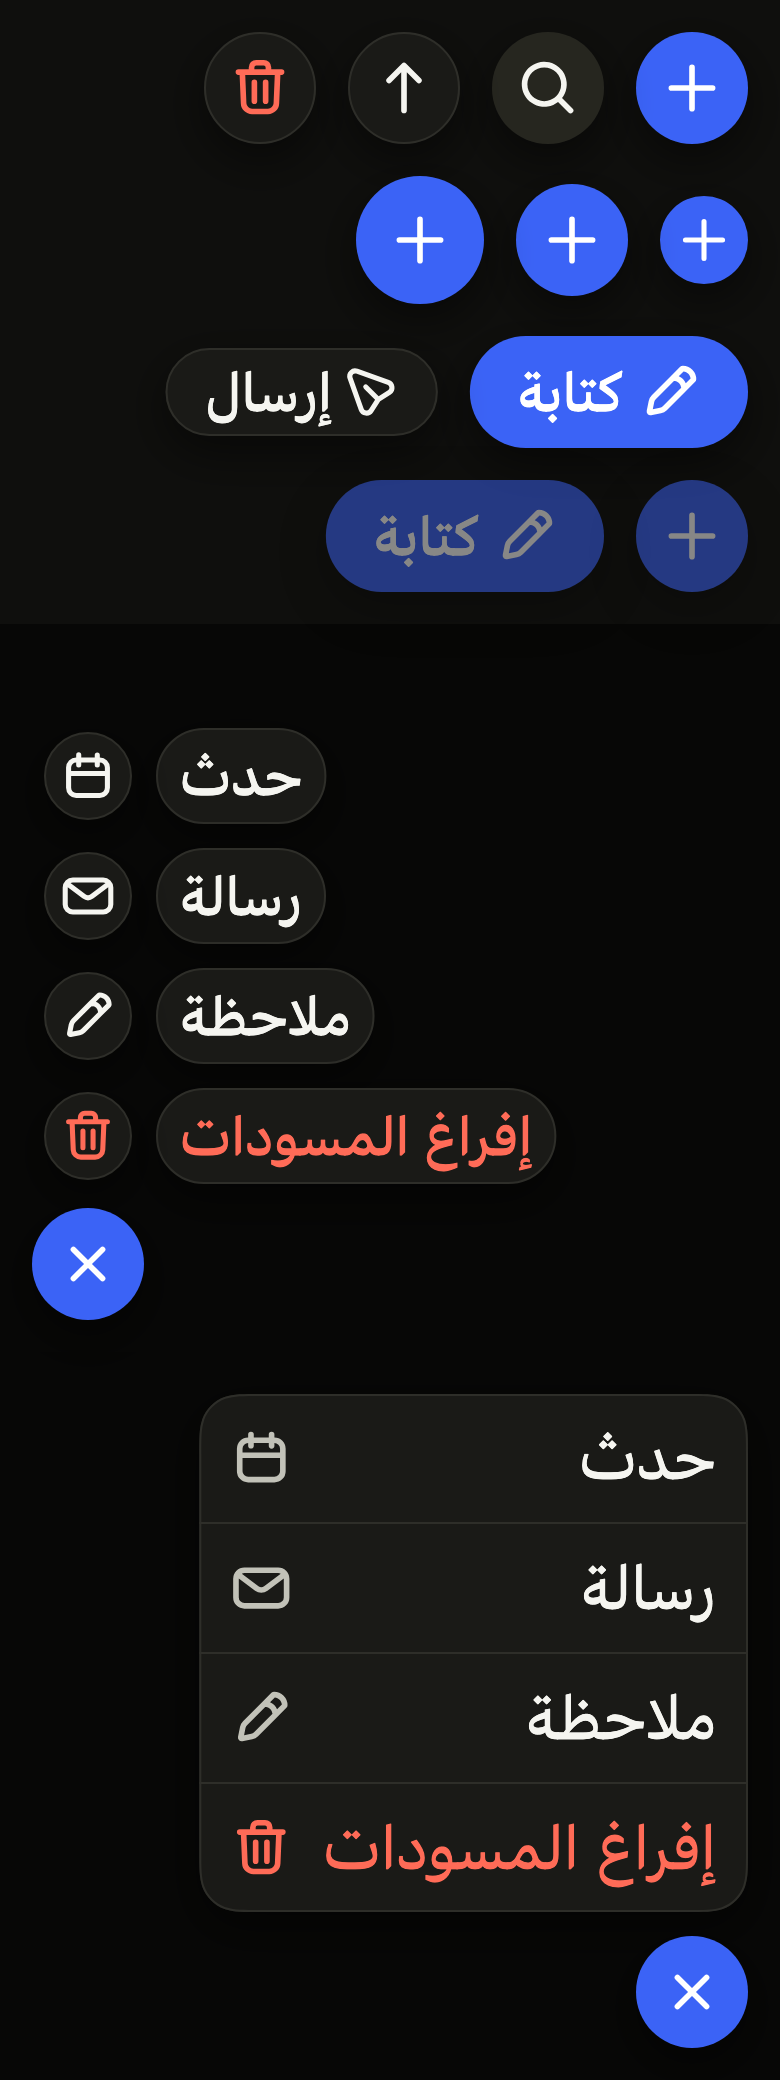 كتابة
إرسال
كتابة
حدث
رسالة
ملاحظة
إفراغ المسودات
حدث
رسالة
ملاحظة
إفراغ المسودات